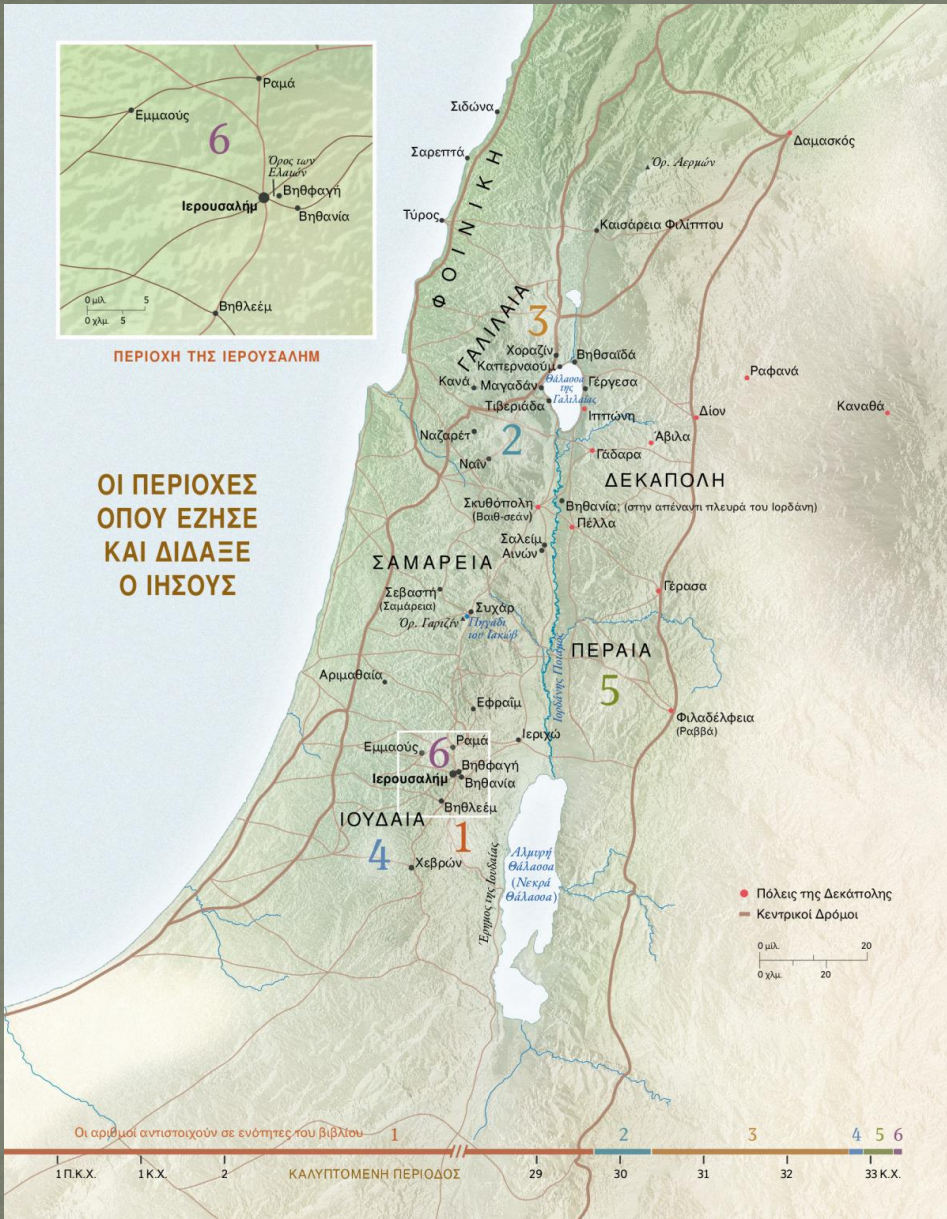 Ραμά
Εμμαούς
6
Όρος των
Ελαιών
Βηθφαγή
Ιερουσαλήμ
Βηθανία
Βηθλεέμ
0 μίλ. 5
0 χλμ. 5
ΠΕΡΙΟΧΗ ΤΗΣ ΙΕΡΟΥΣΑΛΗΜ
ΟΙ ΠΕΡΙΟΧΕΣ
ΟΠΟΥ ΕΖΗΣΕ
ΚΑΙ ΔΙΔΑΞΕ
Ο ΙΗΣΟΥΣ
Σιδώνα
Δαμασκός
Σαρεπτά
Όρ. Αερμών
Τύρος
Καισάρεια Φιλίππου
ΦΟΙΝΙΚΗ
ΓΑΛΙΛΑΙΑ
3
Χοραζίν
Βηθσαϊδά
Καπερναούμ
Κανά
Μαγαδάν
Θάλασσα
της
Γαλιλαίας
Γέργεσα
Ραφανά
Τιβεριάδα
Ιππώνη
Δίον
Καναθά
Ναζαρέτ
2
Άβιλα
Γάδαρα
Ναΐν
ΔΕΚΑΠΟΛΗ
Σκυθόπολη
(Βαιθ-σεάν)
Βηθανία; (στην απέναντι πλευρά του Ιορδάνη)
Πέλλα
Σαλείμ
Αινών
ΣΑΜΑΡΕΙΑ
Σεβαστή
(Σαμάρεια)
Γέρασα
Συχάρ
Όρ. Γαριζίν
Πηγάδι
του Ιακώβ
Ιορδάνης Ποταμός
ΠΕΡΑΙΑ
5
Αριμαθαία
Εφραΐμ
Φιλαδέλφεια
(Ραββά)
Ιεριχώ
Ραμά
Εμμαούς
6
Βηθφαγή
Ιερουσαλήμ
Βηθανία
Βηθλεέμ
ΙΟΥΔΑΙΑ
1
4
Χεβρών
Έρημος της Ιουδαίας
Αλμυρή
Θάλασσα
(Νεκρά
Θάλασσα)
Πόλεις της Δεκάπολης
Κεντρικοί Δρόμοι
0 μίλ. 20
0 χλμ. 20
Οι αριθμοί αντιστοιχούν σε ενότητες του βιβλίου 1 2 3 4 5 6
1 Π.Κ.Χ. 1 Κ.Χ. 2 ΚΑΛΥΠΤΟΜΕΝΗ ΠΕΡΙΟΔΟΣ 29 30 31 32 33 Κ.Χ.